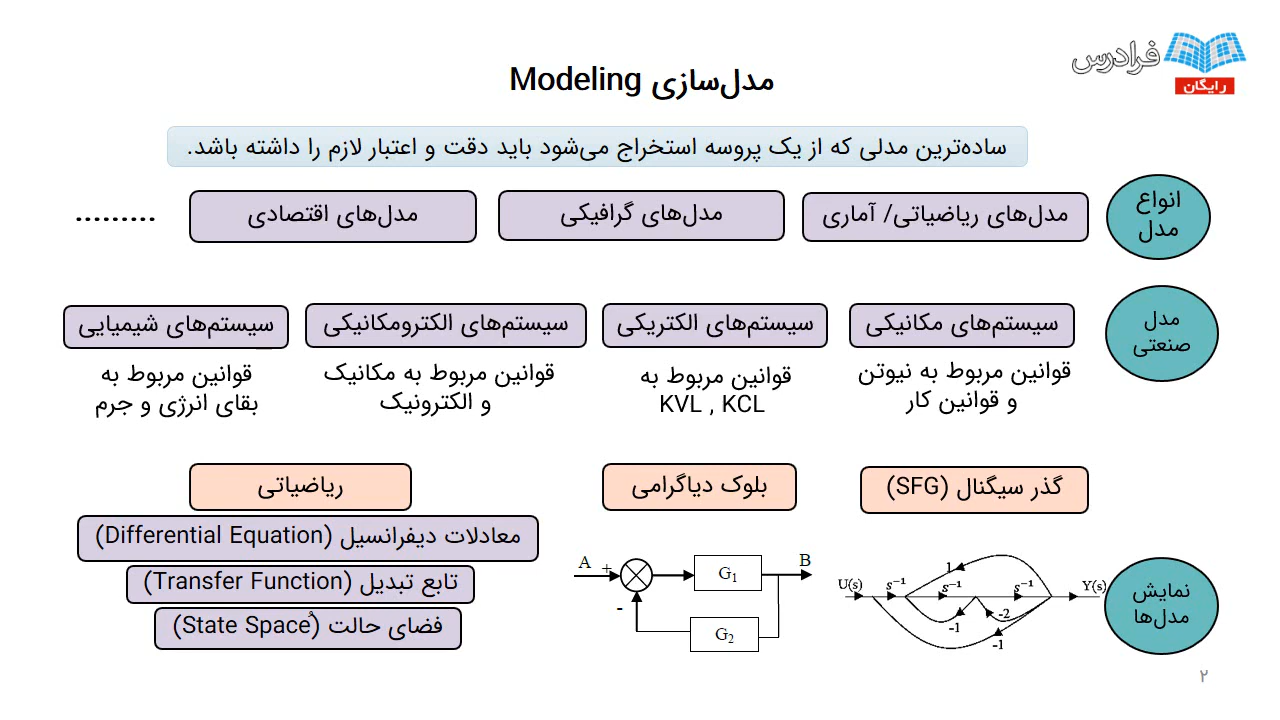 فرادرس
رایگان
مدل‌سازی Modeling
ساده‌ترین مدلی که از یک پروسه استخراج می‌شود باید دقت و اعتبار لازم را داشته باشد.
انواع
مدل
مدل‌های ریاضیاتی/ آماری
مدل‌های گرافیکی
مدل‌های اقتصادی
.........
مدل
صنعتی
سیستم‌های مکانیکی
قوانین مربوط به نیوتن
و قوانین کار
سیستم‌های الکتریکی
قوانین مربوط به
KVL , KCL
سیستم‌های الکترومکانیکی
قوانین مربوط به مکانیک
و الکترونیک
سیستم‌های شیمیایی
قوانین مربوط به
بقای انرژی و جرم
نمایش
مدل‌ها
گذر سیگنال (SFG)
U(s) s⁻¹ s⁻¹ s⁻¹ Y(s)
1
-1
-2
-1
بلوک دیاگرامی
A + G₁ B
- G₂
ریاضیاتی
معادلات دیفرانسیل (Differential Equation)
تابع تبدیل (Transfer Function)
فضای حالت (State Space)
۲